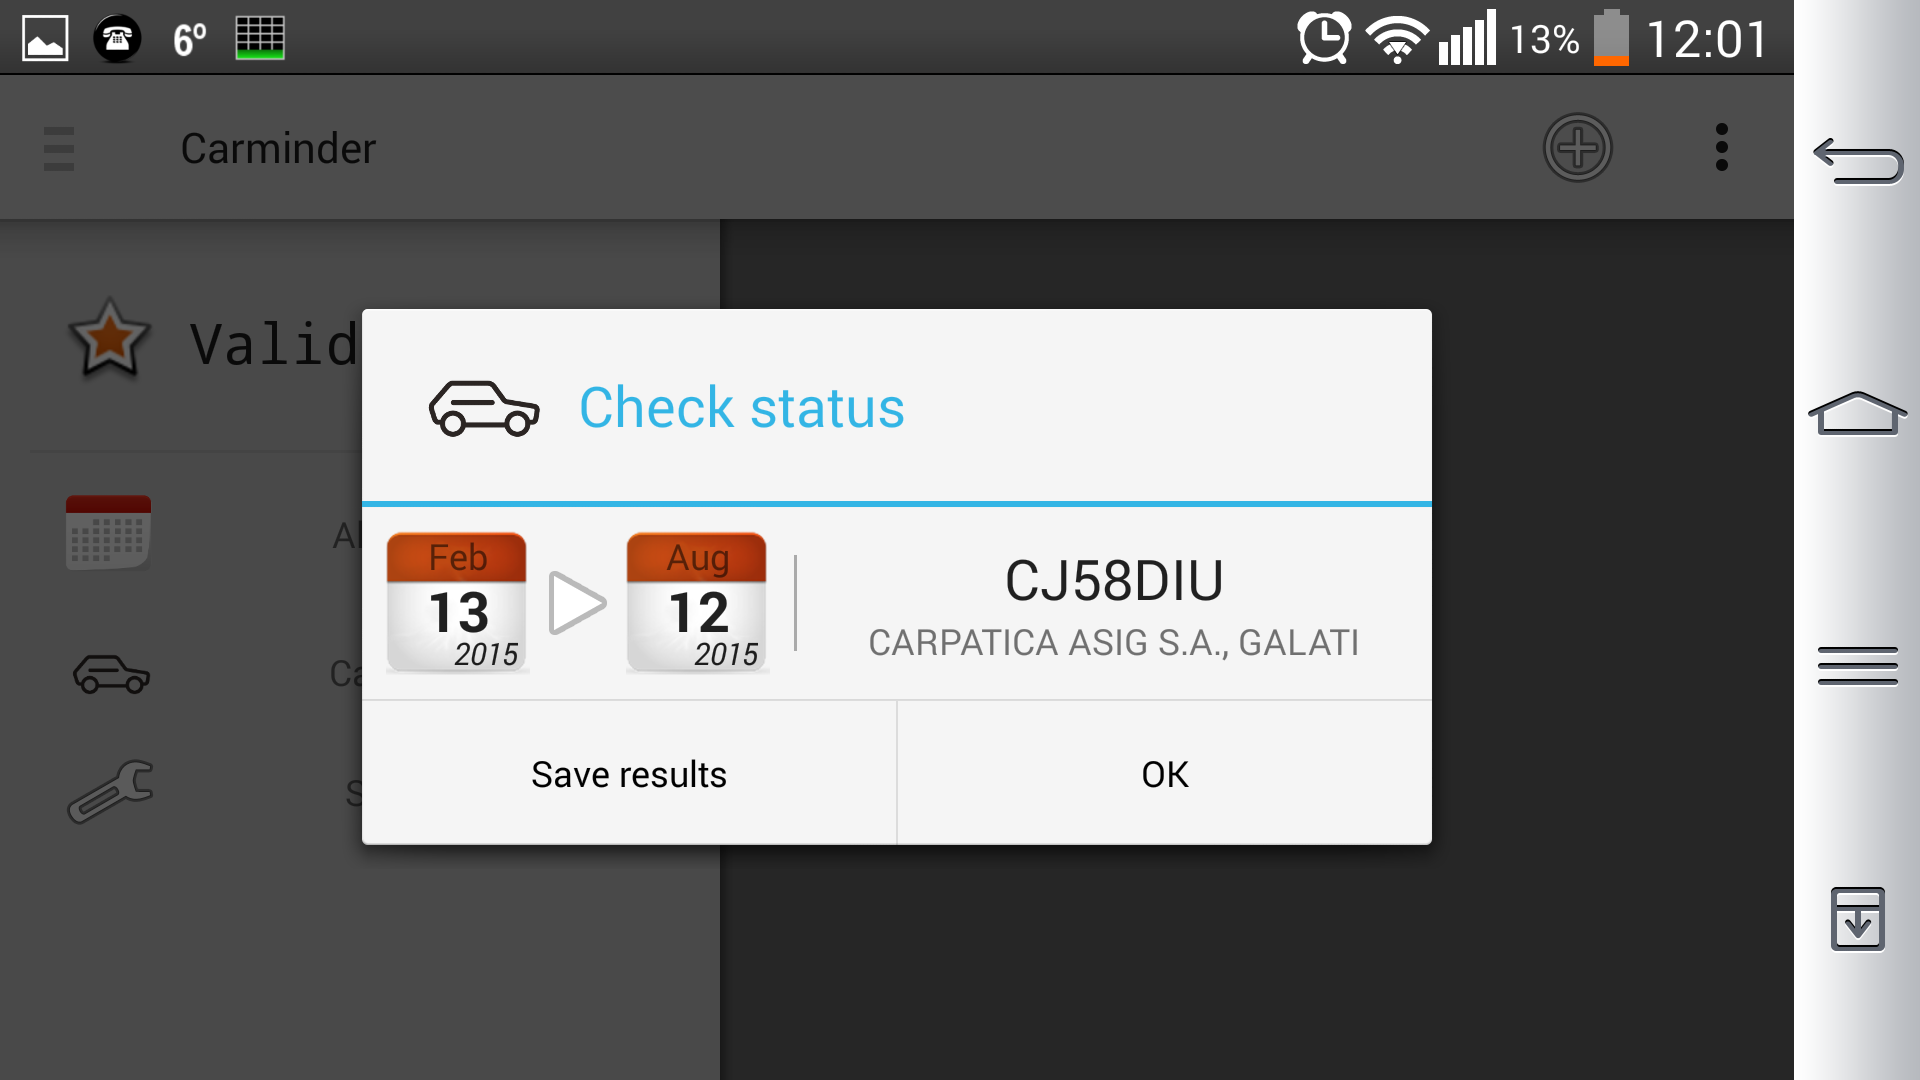 6º
13%
12:01
Carminder
Valid
Check status
Feb
13
2015
Aug
12
2015
CJ58DIU
CARPATICA ASIG S.A., GALATI
Save results
OK